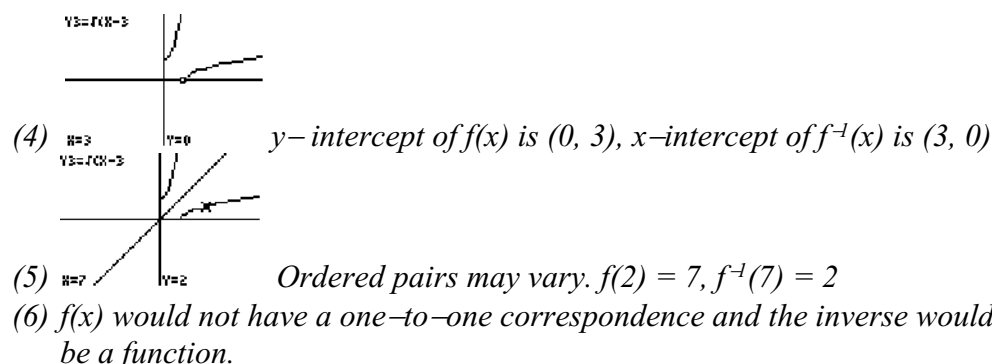 Y3=√(X-3
(4) X=3 Y=0 y– intercept of f(x) is (0, 3), x–intercept of f⁻¹(x) is (3, 0)
Y3=√(X-3
(5) X=7 Y=2 Ordered pairs may vary. f(2) = 7, f⁻¹(7) = 2
(6) f(x) would not have a one–to–one correspondence and the inverse would
be a function.